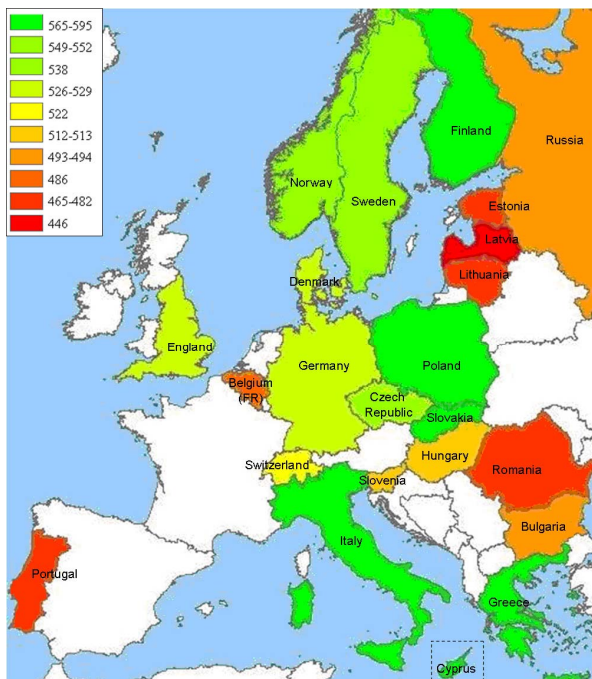 565-595
549-552
538
526-529
522
512-513
493-494
486
465-482
446
Finland
Russia
Norway
Sweden
Estonia
Latvia
Lithuania
Denmark
England
Germany
Poland
Belgium
(FR)
Czech
Republic
Slovakia
Switzerland
Hungary
Slovenia
Romania
Bulgaria
Italy
Portugal
Greece
Cyprus